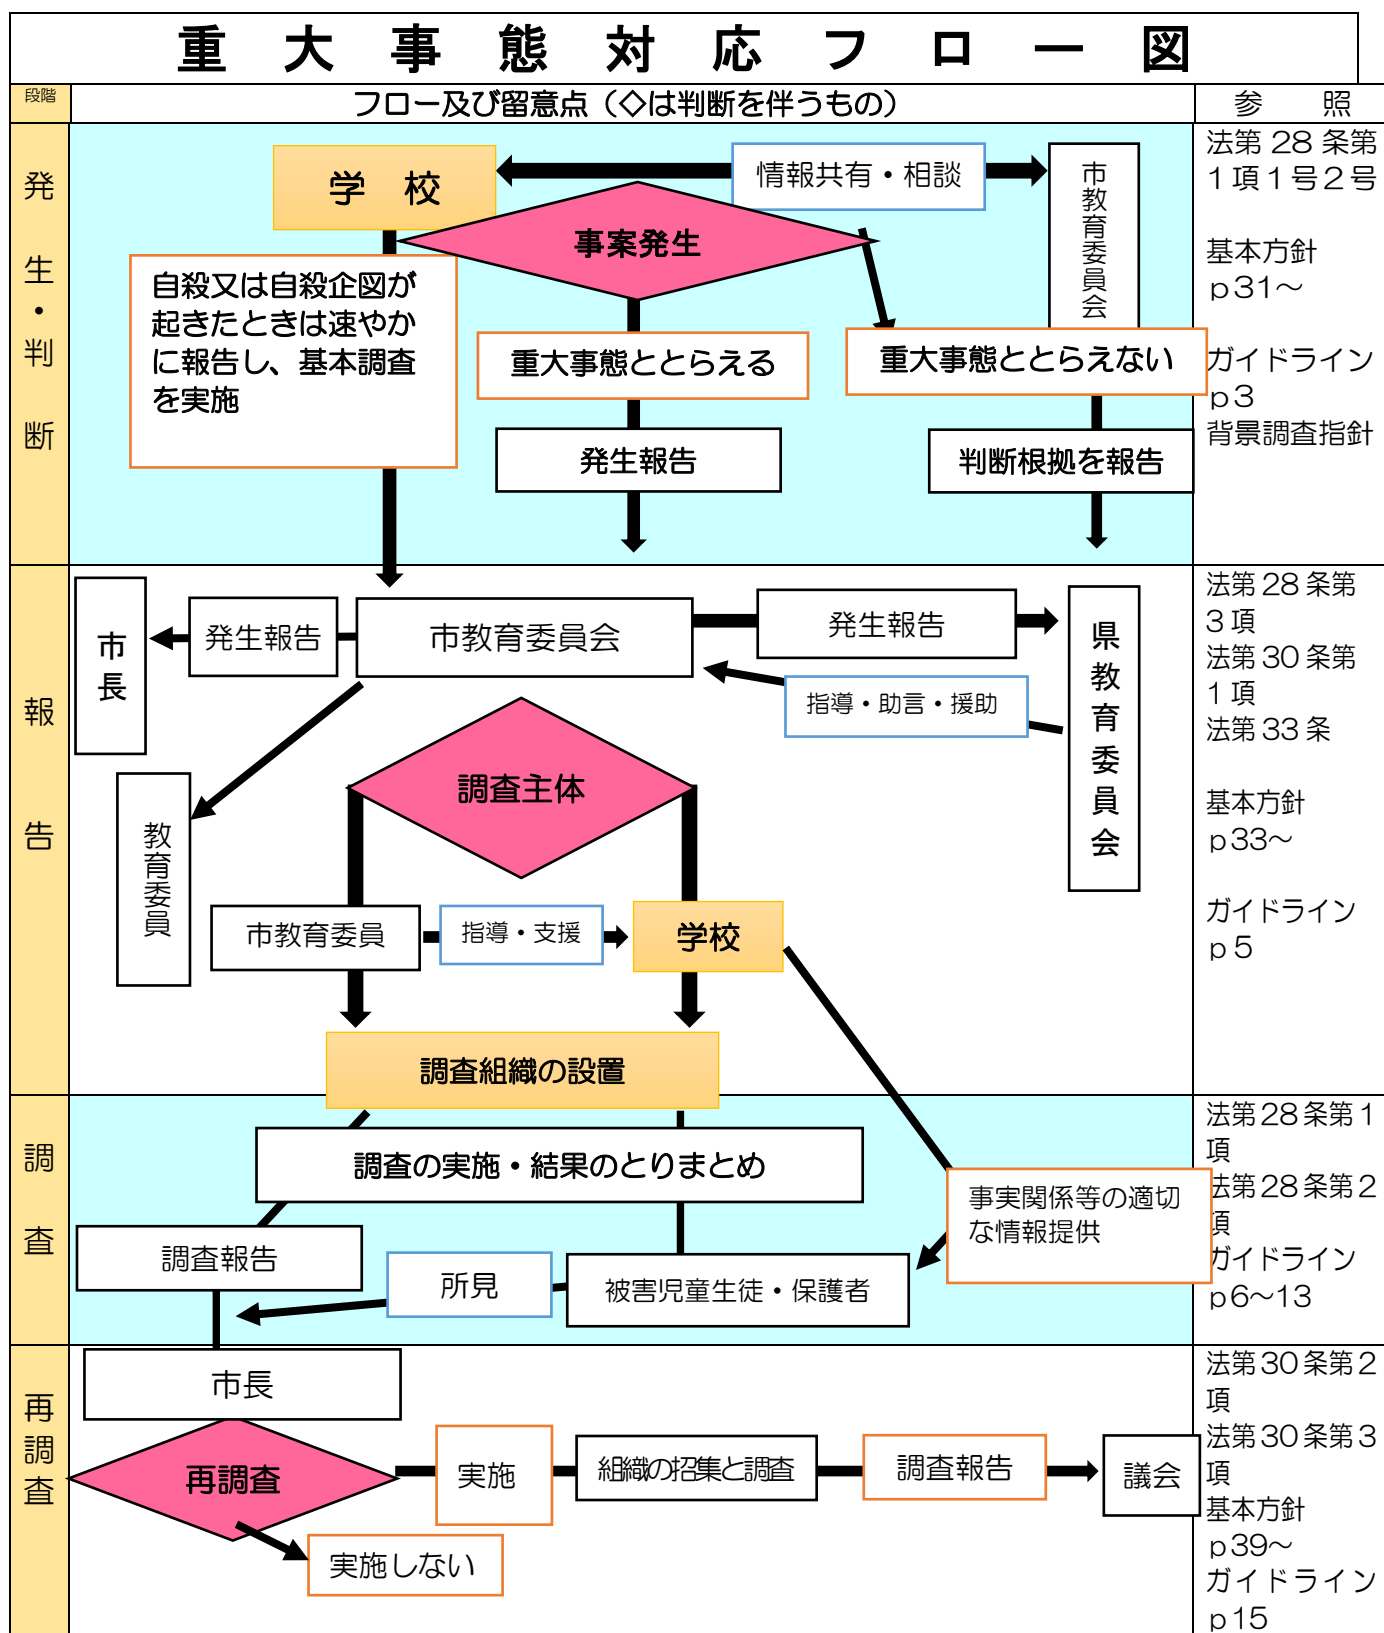 重大事態対応フロー図
段階
フロー及び留意点（◇は判断を伴うもの）
参　照
発生・判断
学　校
情報共有・相談
市教育委員会
事案発生
自殺又は自殺企図が
起きたときは速やか
に報告し、基本調査
を実施
重大事態ととらえる
重大事態ととらえない
発生報告
判断根拠を報告
法第 28 条第
１項１号２号
基本方針
ｐ31～
ガイドライン
ｐ3
背景調査指針
報告
市長
発生報告
市教育委員会
発生報告
県教育委員会
指導・助言・援助
教育委員
調査主体
市教育委員
指導・支援
学校
調査組織の設置
法第 28 条第
３項
法第 30 条第
１項
法第 33 条
基本方針
ｐ33～
ガイドライン
ｐ５
調査
調査の実施・結果のとりまとめ
事実関係等の適切
な情報提供
調査報告
所見
被害児童生徒・保護者
法第 28 条第１
項
法第 28 条第２
項
ガイドライン
ｐ6～13
再調査
市長
再調査
実施
組織の招集と調査
調査報告
議会
実施しない
法第 30 条第２
項
法第 30 条第３
項
基本方針
ｐ39～
ガイドライン
ｐ15